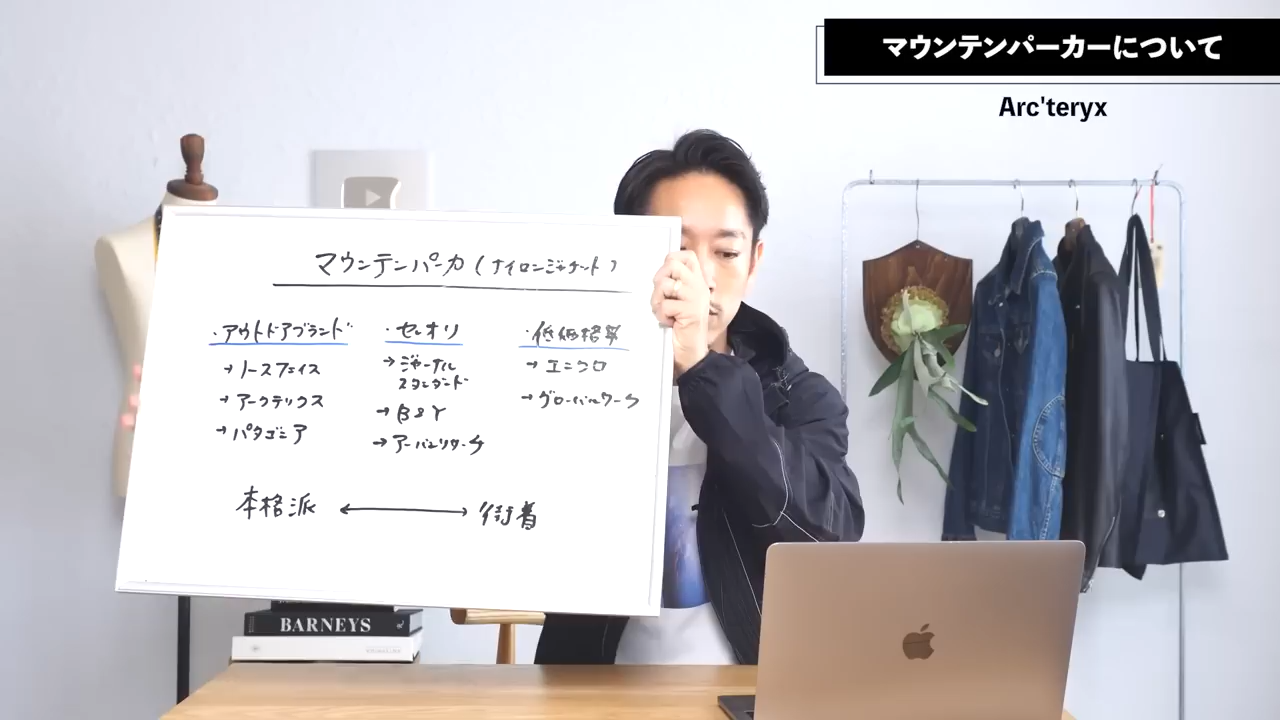 マウンテンパーカーについて
Arc'teryx
マウンテンパーカ (ナイロンジャケット)
・アウトドアブランド
→ノースフェイス
→アークテリクス
→パタゴニア
・セレオリ
→ジャーナル
スタンダード
→B&Y
→アーバンリサーチ
・低価格帯
→ユニクロ
→グローバルワーク
本格派 ←→ 街着
BARNEYS